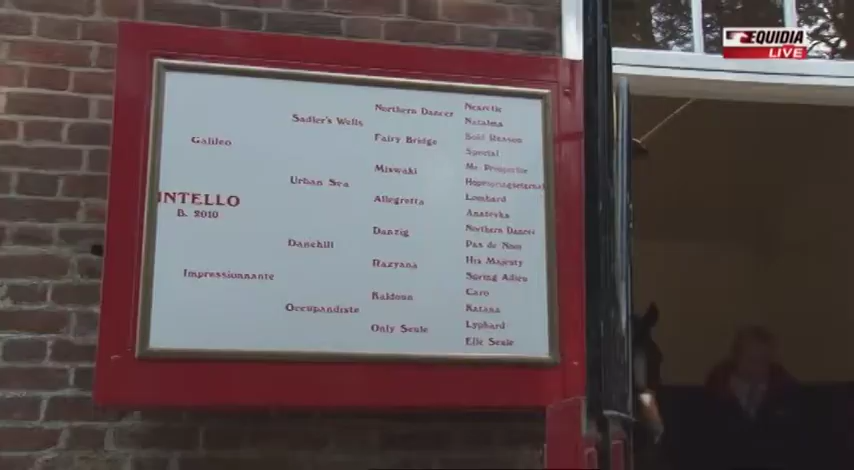 EQUIDIA
LIVE
Nearctic
Northern Dancer
Natalma
Sadler's Wells
Bold Reason
Fairy Bridge
Special
Galileo
Mr. Prospector
Miswaki
Hopespringseternal
Urban Sea
Lombard
Allegretta
Anatevka
INTELLO
B. 2010
Northern Dancer
Danzig
Pas de Nom
Danehill
His Majesty
Razyana
Spring Adieu
Impressionnante
Caro
Kaldoun
Katana
Occupandiste
Lyphard
Only Seule
Elle Seule